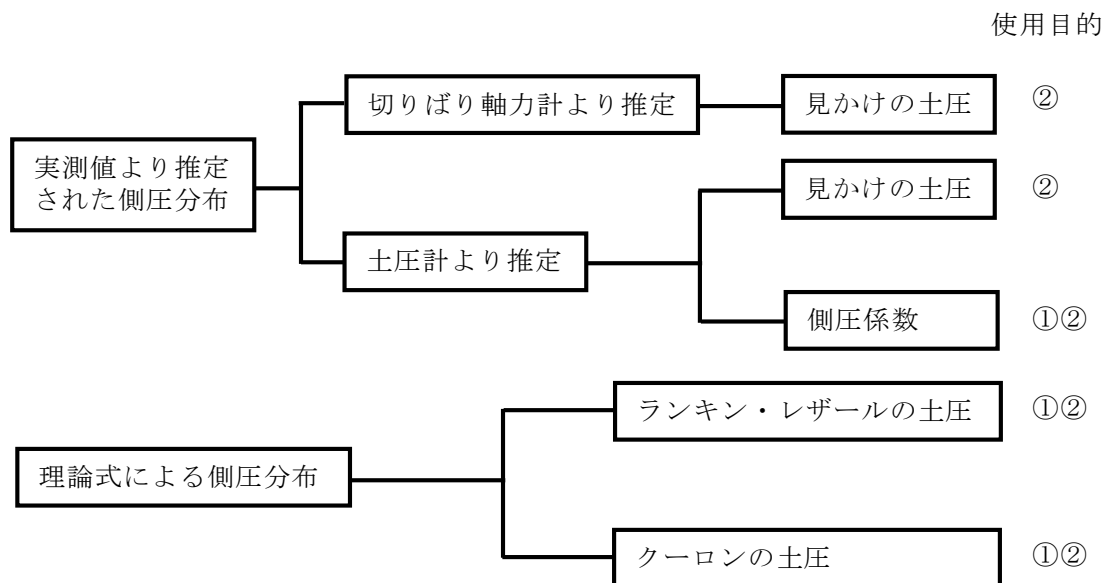 使用目的
切りばり軸力計より推定
見かけの土圧
②
実測値より推定
された側圧分布
見かけの土圧
②
土圧計より推定
側圧係数
①②
ランキン・レザールの土圧
①②
理論式による側圧分布
クーロンの土圧
①②